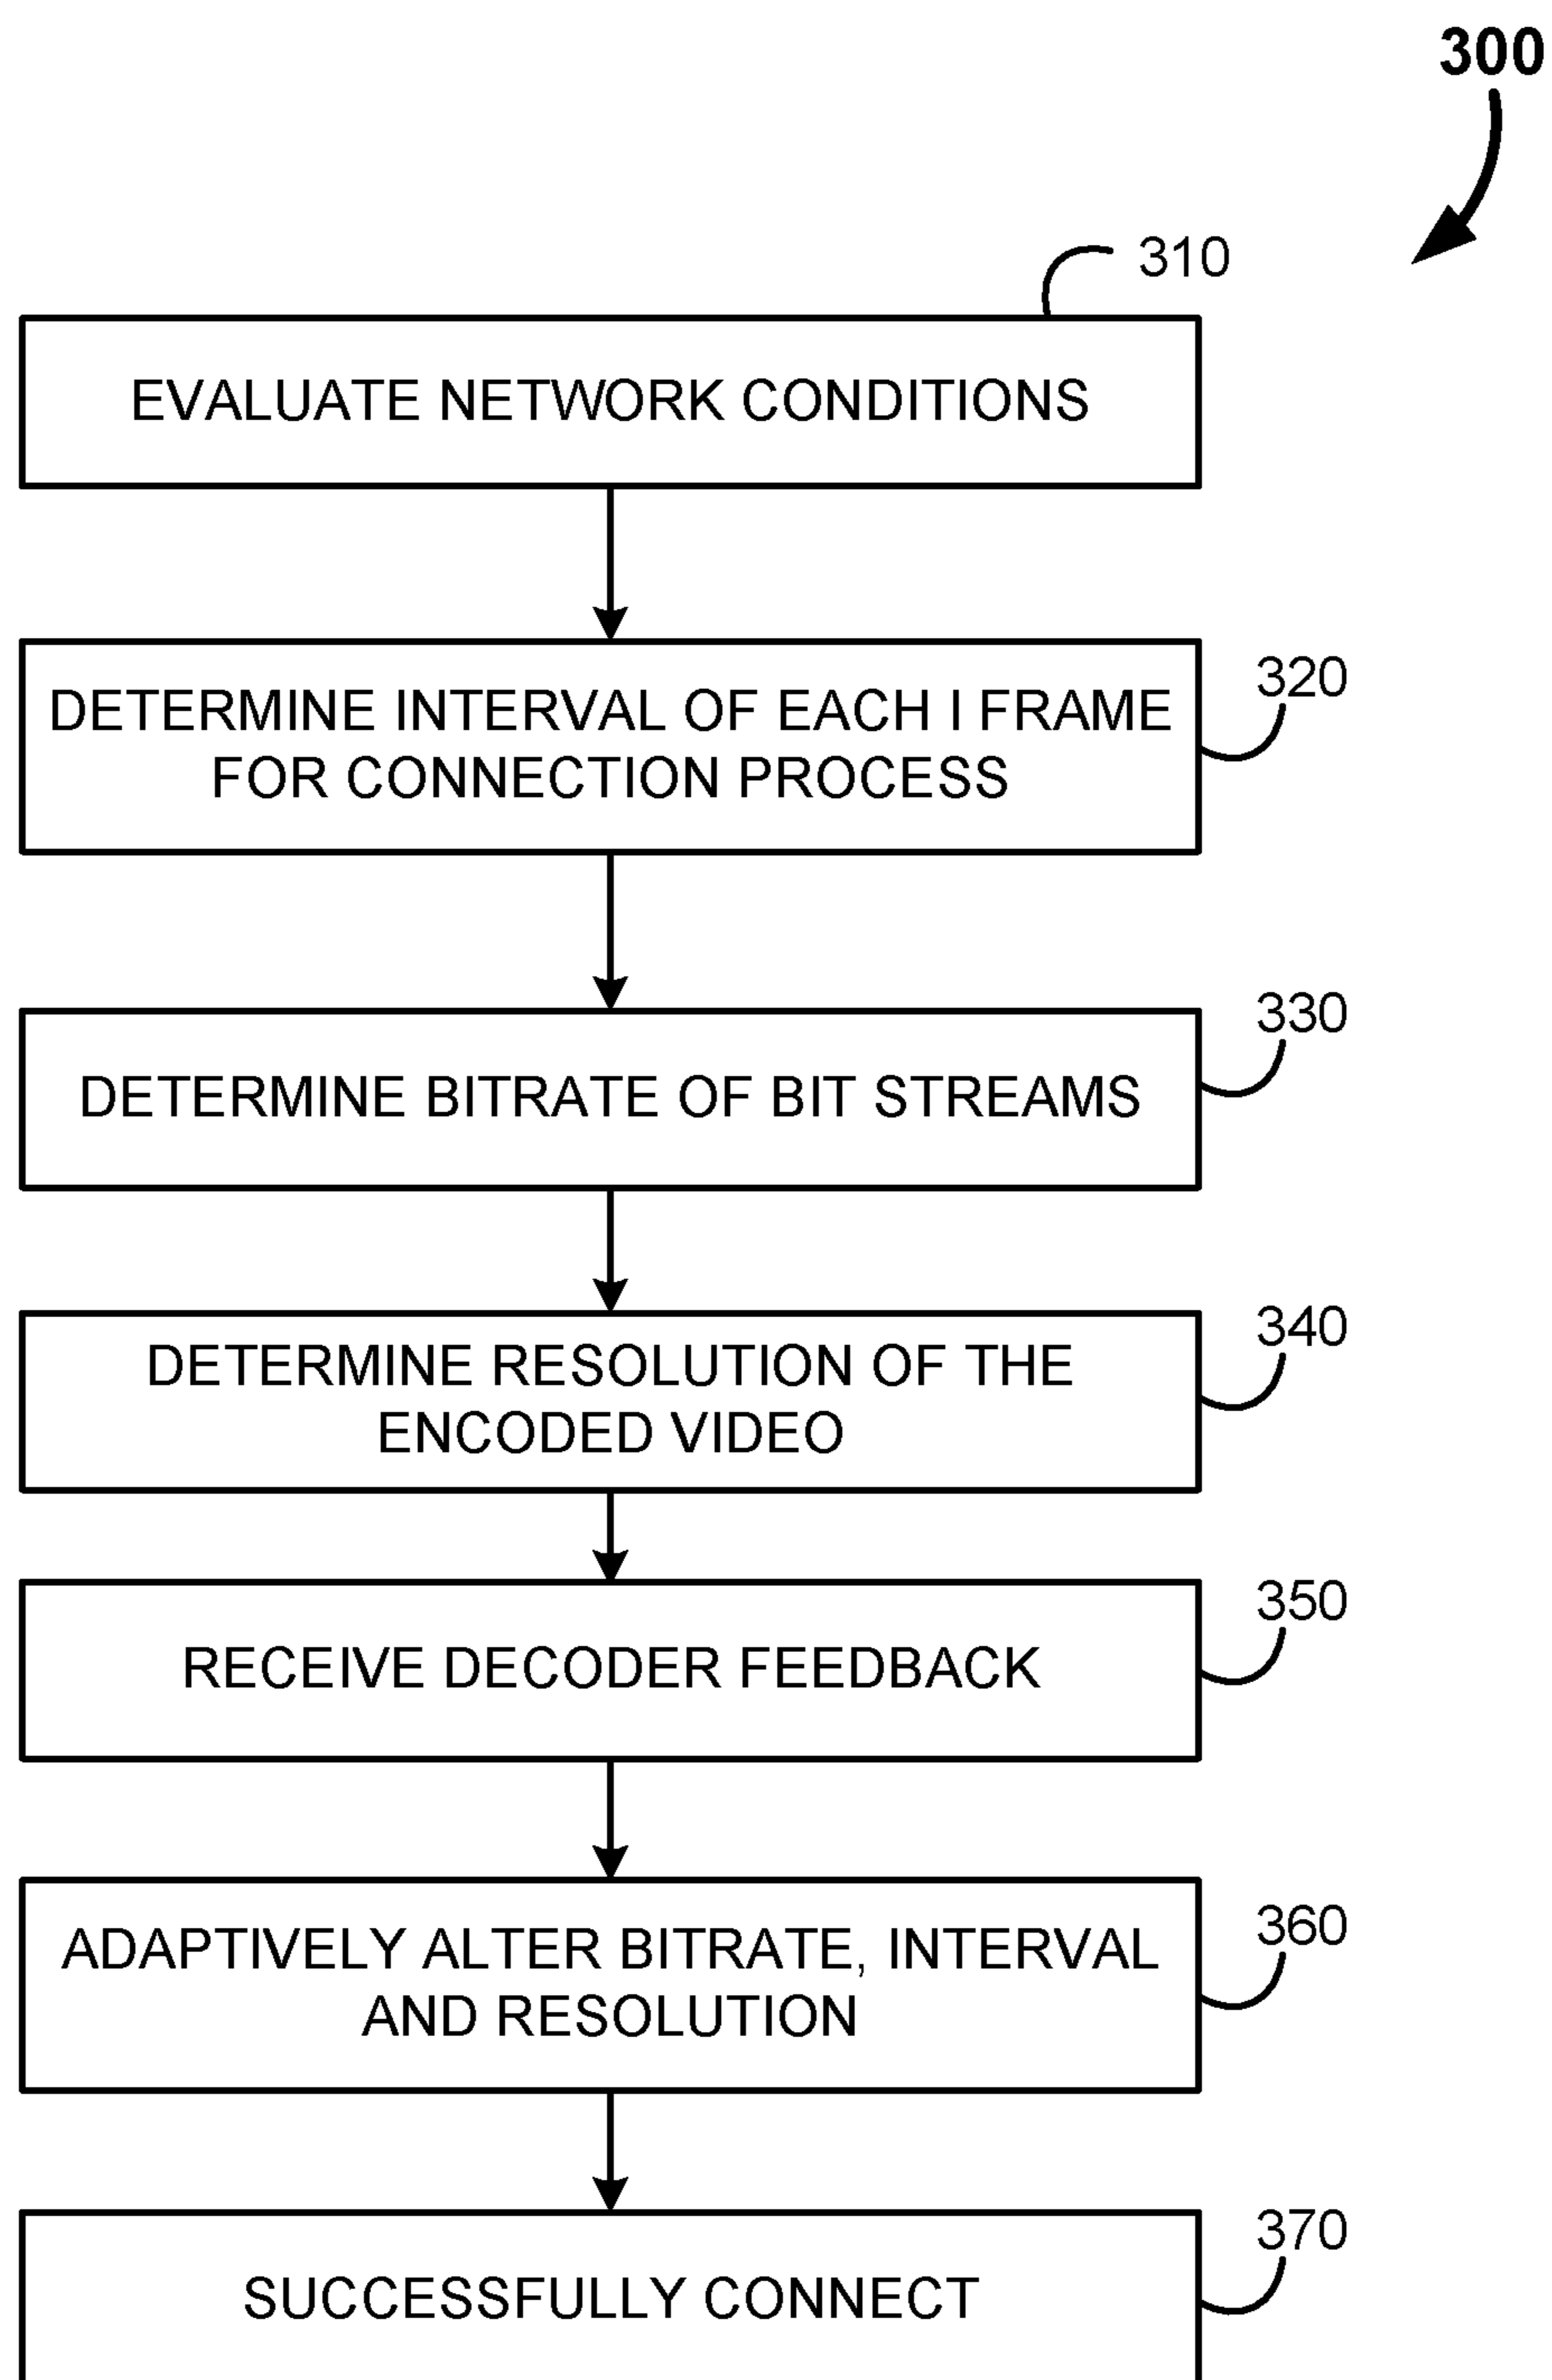 300
310
EVALUATE NETWORK CONDITIONS
320
DETERMINE INTERVAL OF EACH I FRAME
FOR CONNECTION PROCESS
330
DETERMINE BITRATE OF BIT STREAMS
340
DETERMINE RESOLUTION OF THE
ENCODED VIDEO
350
RECEIVE DECODER FEEDBACK
360
ADAPTIVELY ALTER BITRATE, INTERVAL
AND RESOLUTION
370
SUCCESSFULLY CONNECT